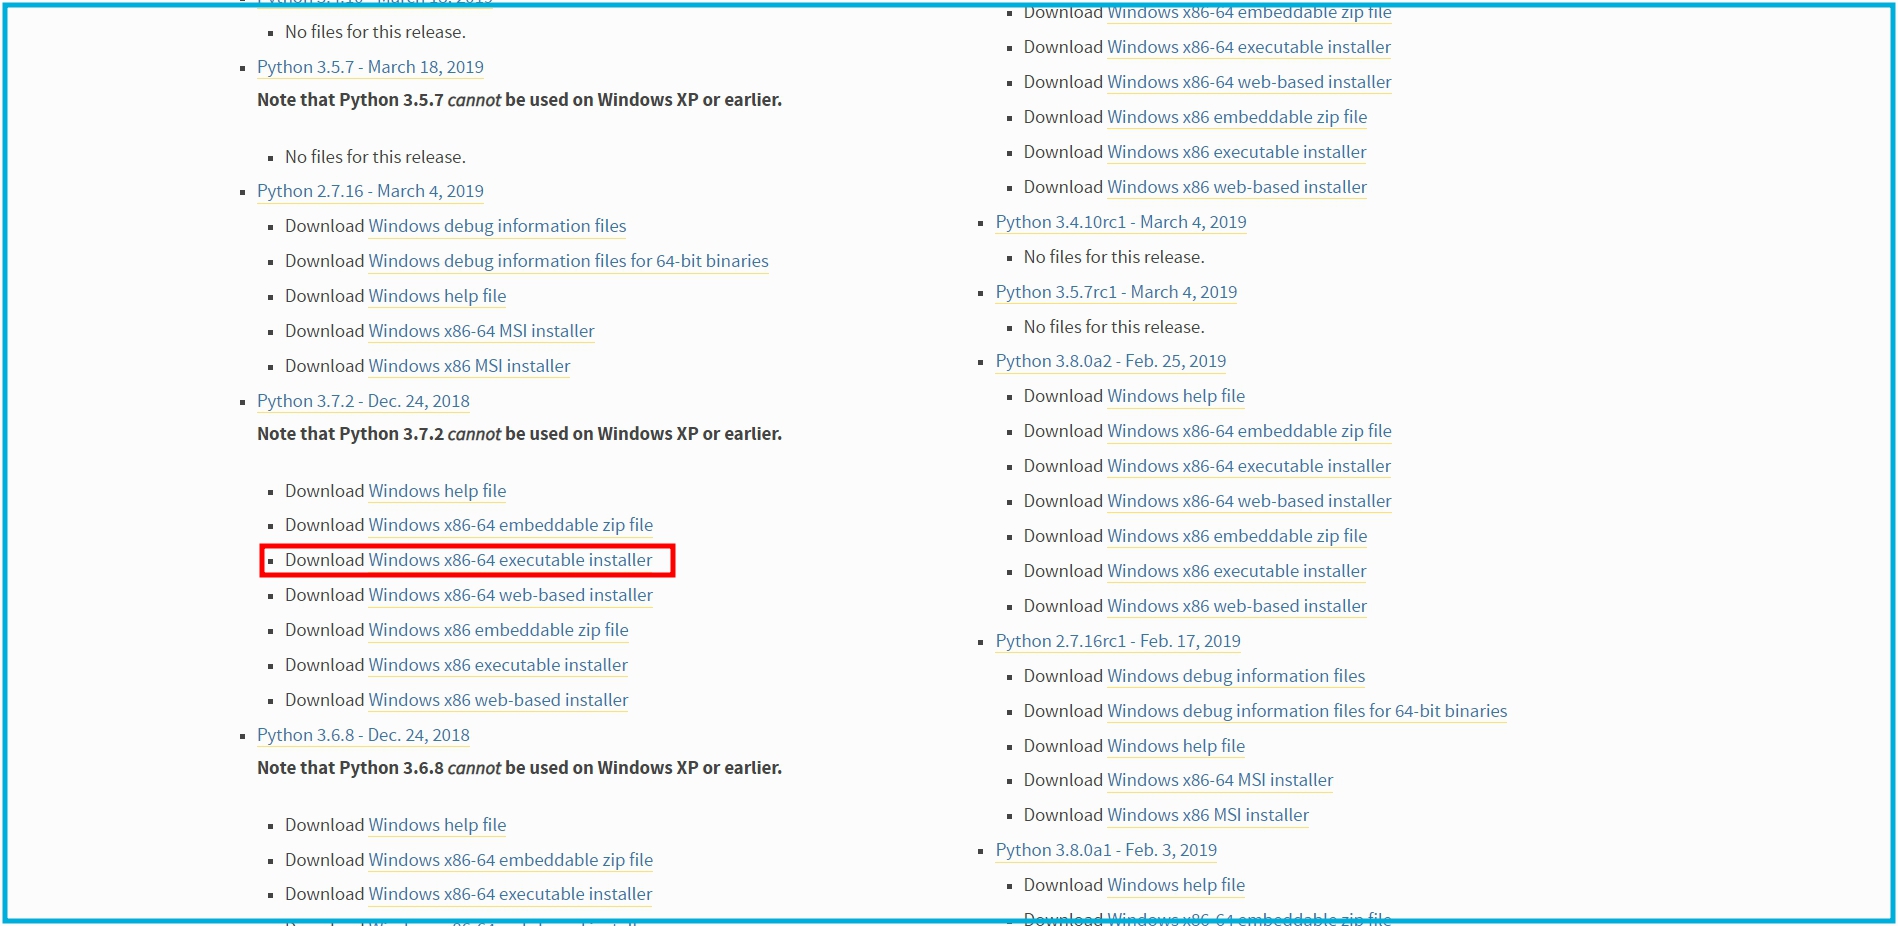 Python 3.4.10 - March 18, 2019
No files for this release.
Python 3.5.7 - March 18, 2019
Note that Python 3.5.7 cannot be used on Windows XP or earlier.
No files for this release.
Python 2.7.16 - March 4, 2019
Download Windows debug information files
Download Windows debug information files for 64-bit binaries
Download Windows help file
Download Windows x86-64 MSI installer
Download Windows x86 MSI installer
Python 3.7.2 - Dec. 24, 2018
Note that Python 3.7.2 cannot be used on Windows XP or earlier.
Download Windows help file
Download Windows x86-64 embeddable zip file
Download Windows x86-64 executable installer
Download Windows x86-64 web-based installer
Download Windows x86 embeddable zip file
Download Windows x86 executable installer
Download Windows x86 web-based installer
Python 3.6.8 - Dec. 24, 2018
Note that Python 3.6.8 cannot be used on Windows XP or earlier.
Download Windows help file
Download Windows x86-64 embeddable zip file
Download Windows x86-64 executable installer
Download Windows x86-64 embeddable zip file
Download Windows x86-64 executable installer
Download Windows x86-64 web-based installer
Download Windows x86 embeddable zip file
Download Windows x86 executable installer
Download Windows x86 web-based installer
Python 3.4.10rc1 - March 4, 2019
No files for this release.
Python 3.5.7rc1 - March 4, 2019
No files for this release.
Python 3.8.0a2 - Feb. 25, 2019
Download Windows help file
Download Windows x86-64 embeddable zip file
Download Windows x86-64 executable installer
Download Windows x86-64 web-based installer
Download Windows x86 embeddable zip file
Download Windows x86 executable installer
Download Windows x86 web-based installer
Python 2.7.16rc1 - Feb. 17, 2019
Download Windows debug information files
Download Windows debug information files for 64-bit binaries
Download Windows help file
Download Windows x86-64 MSI installer
Download Windows x86 MSI installer
Python 3.8.0a1 - Feb. 3, 2019
Download Windows help file
Download Windows x86-64 embeddable zip file